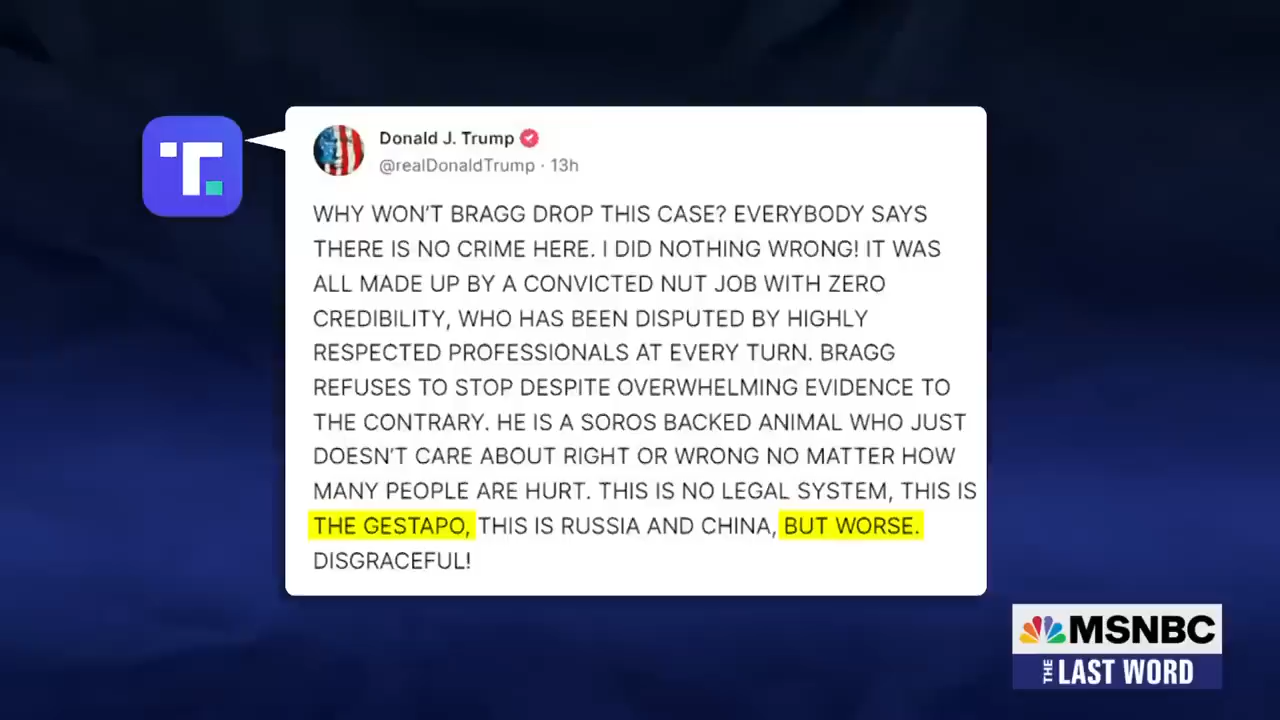 Donald J. Trump
@realDonaldTrump · 13h
WHY WON'T BRAGG DROP THIS CASE? EVERYBODY SAYS
THERE IS NO CRIME HERE. I DID NOTHING WRONG! IT WAS
ALL MADE UP BY A CONVICTED NUT JOB WITH ZERO
CREDIBILITY, WHO HAS BEEN DISPUTED BY HIGHLY
RESPECTED PROFESSIONALS AT EVERY TURN. BRAGG
REFUSES TO STOP DESPITE OVERWHELMING EVIDENCE TO
THE CONTRARY. HE IS A SOROS BACKED ANIMAL WHO JUST
DOESN'T CARE ABOUT RIGHT OR WRONG NO MATTER HOW
MANY PEOPLE ARE HURT. THIS IS NO LEGAL SYSTEM, THIS IS
THE GESTAPO, THIS IS RUSSIA AND CHINA, BUT WORSE.
DISGRACEFUL!
MSNBC
THE LAST WORD